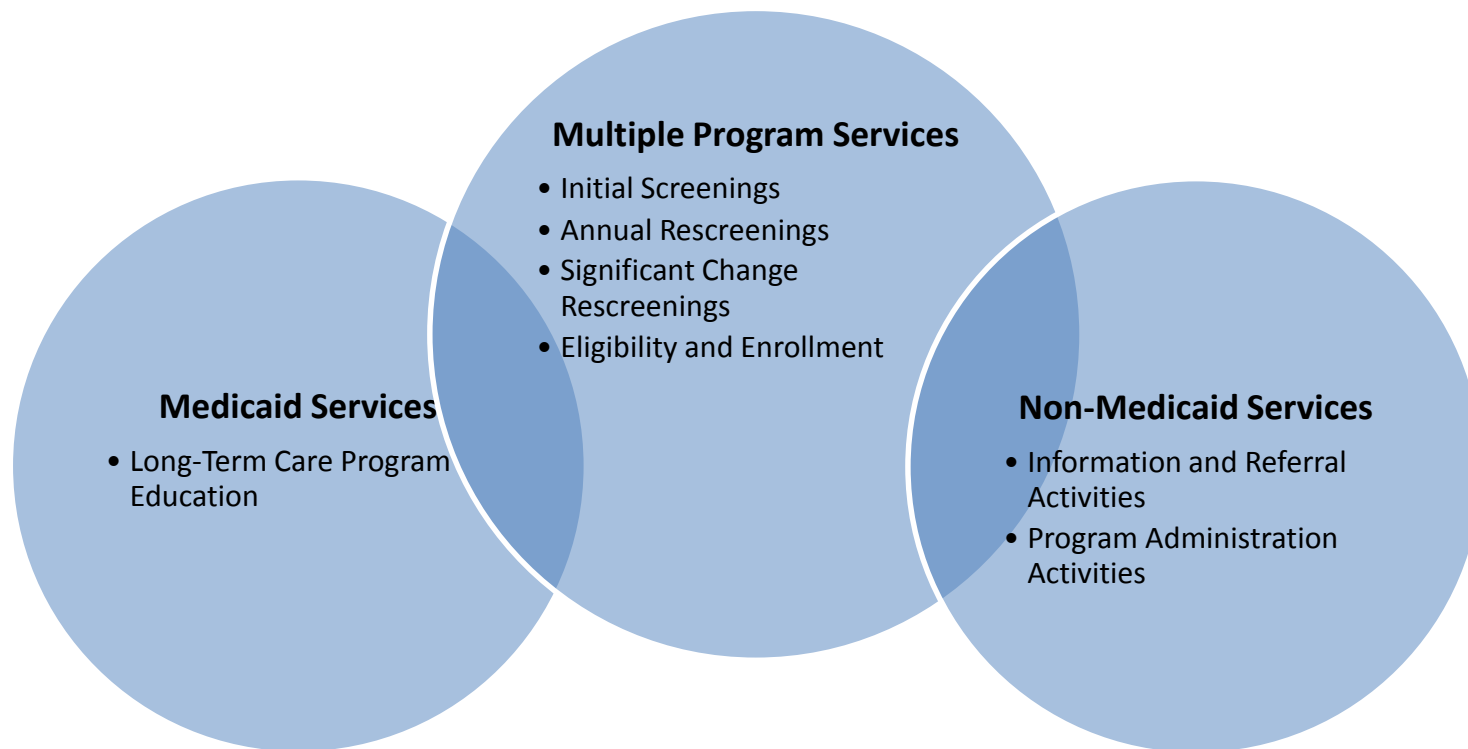 Multiple Program Services
• Initial Screenings
• Annual Rescreenings
• Significant Change
Rescreenings
• Eligibility and Enrollment
Medicaid Services
• Long-Term Care Program
Education
Non-Medicaid Services
• Information and Referral
Activities
• Program Administration
Activities